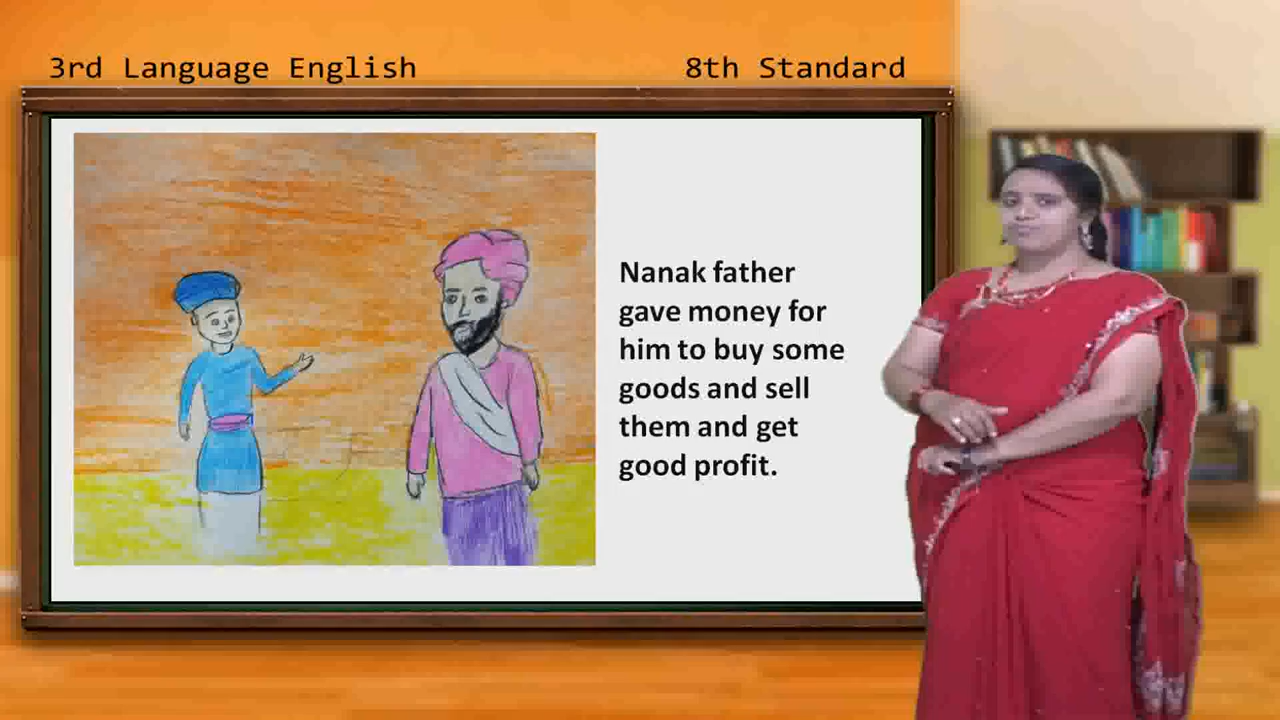 3rd Language English
8th Standard
Nanak father
gave money for
him to buy some
goods and sell
them and get
good profit.